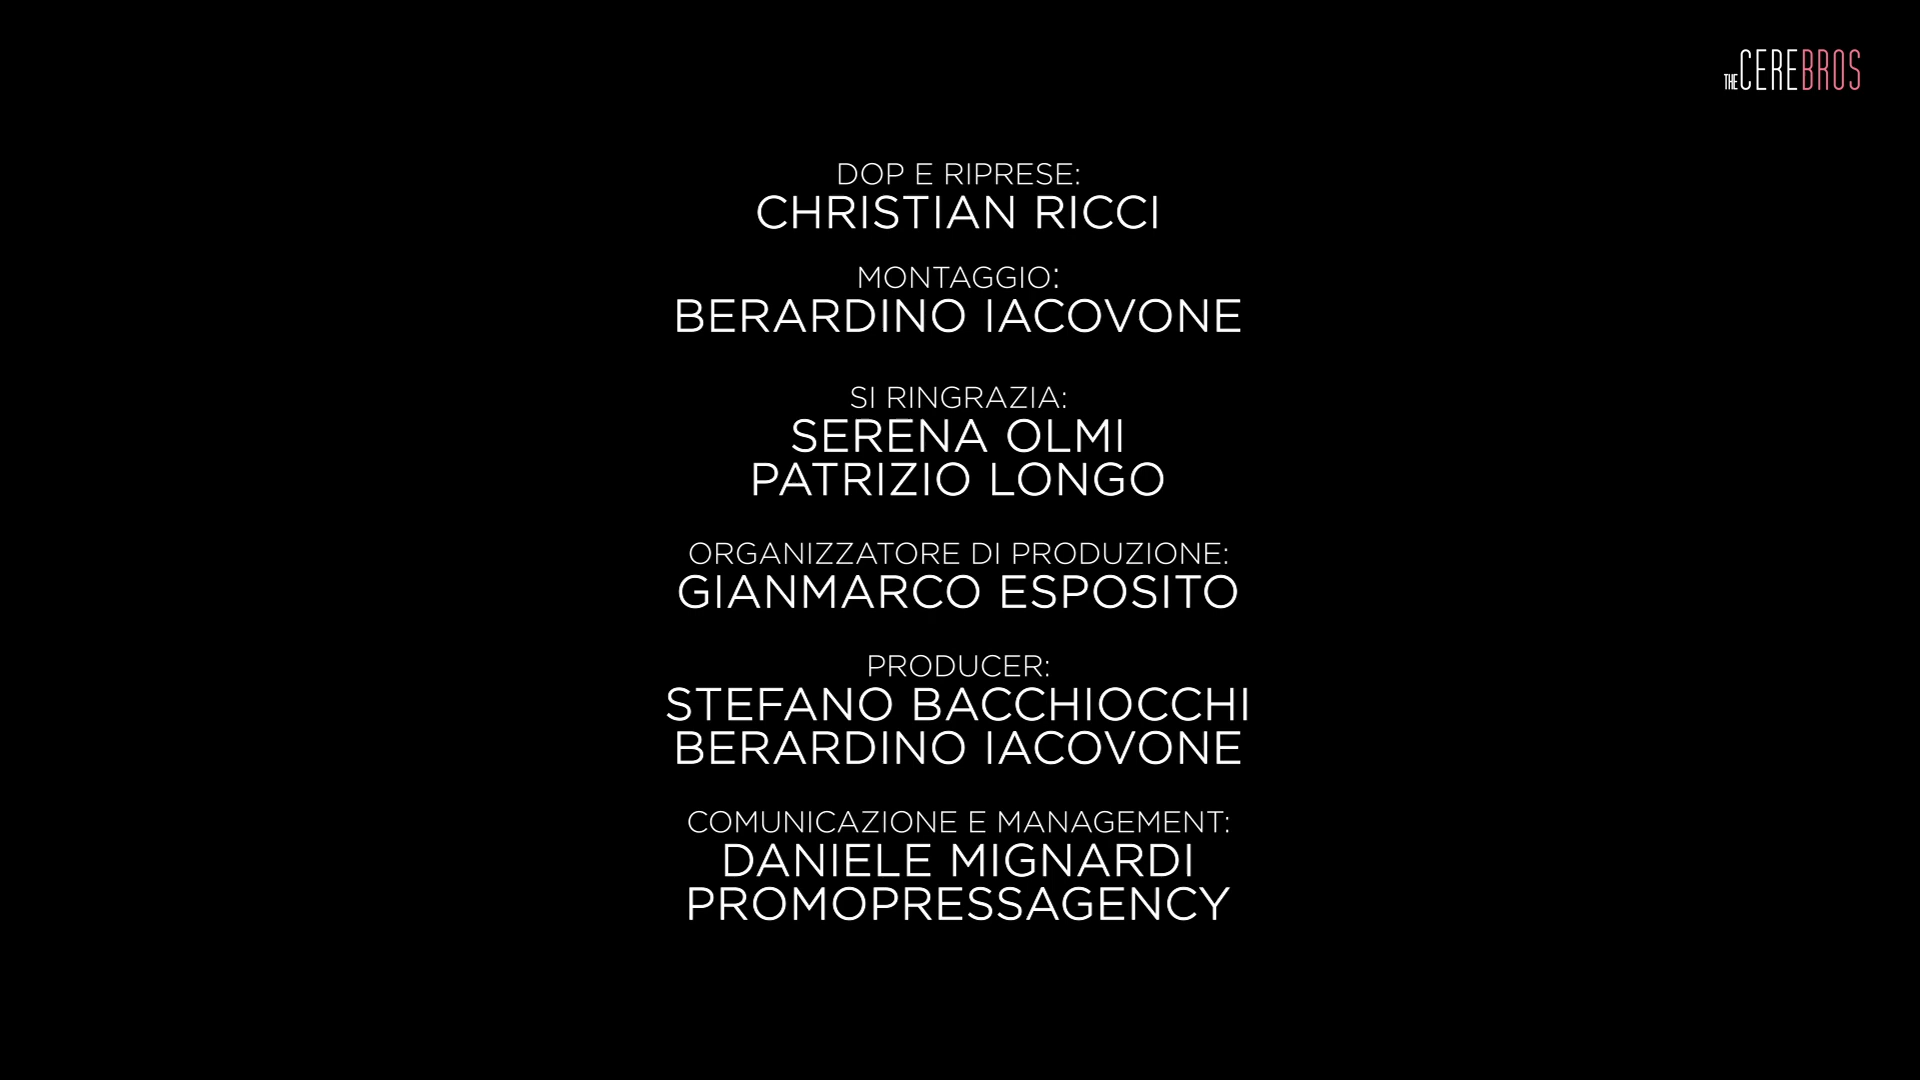 THE CEREBROS
DOP E RIPRESE:
CHRISTIAN RICCI
MONTAGGIO:
BERARDINO IACOVONE
SI RINGRAZIA:
SERENA OLMI
PATRIZIO LONGO
ORGANIZZATORE DI PRODUZIONE:
GIANMARCO ESPOSITO
PRODUCER:
STEFANO BACCHIOCCHI
BERARDINO IACOVONE
COMUNICAZIONE E MANAGEMENT:
DANIELE MIGNARDI
PROMOPRESSAGENCY